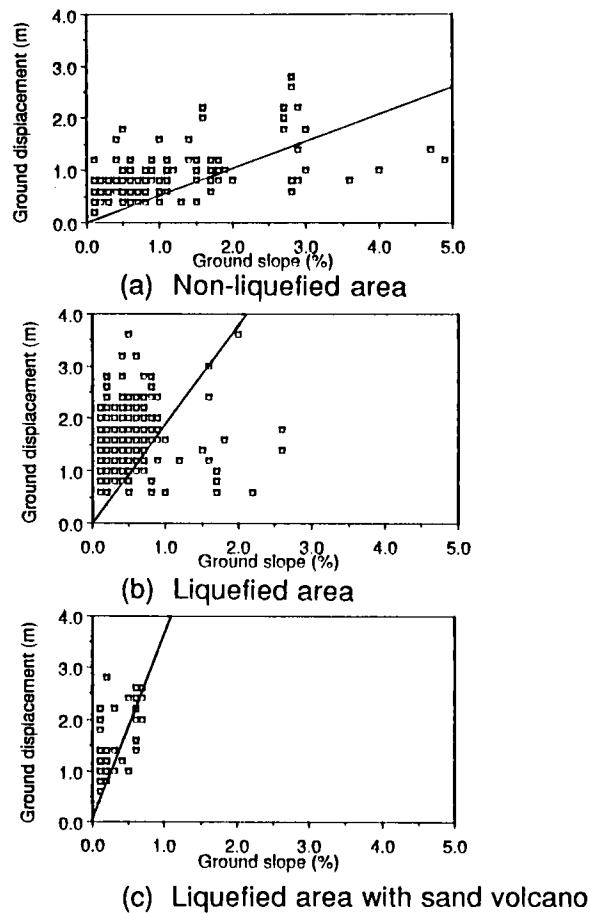 4.0
3.0
2.0
1.0
0.0
Ground displacement (m)
0.0 1.0 2.0 3.0 4.0 5.0
Ground slope (%)
(a) Non-liquefied area
4.0
3.0
2.0
1.0
0.0
Ground displacement (m)
0.0 1.0 2.0 3.0 4.0 5.0
Ground slope (%)
(b) Liquefied area
4.0
3.0
2.0
1.0
0.0
Ground displacement (m)
0.0 1.0 2.0 3.0 4.0 5.0
Ground slope (%)
(c) Liquefied area with sand volcano